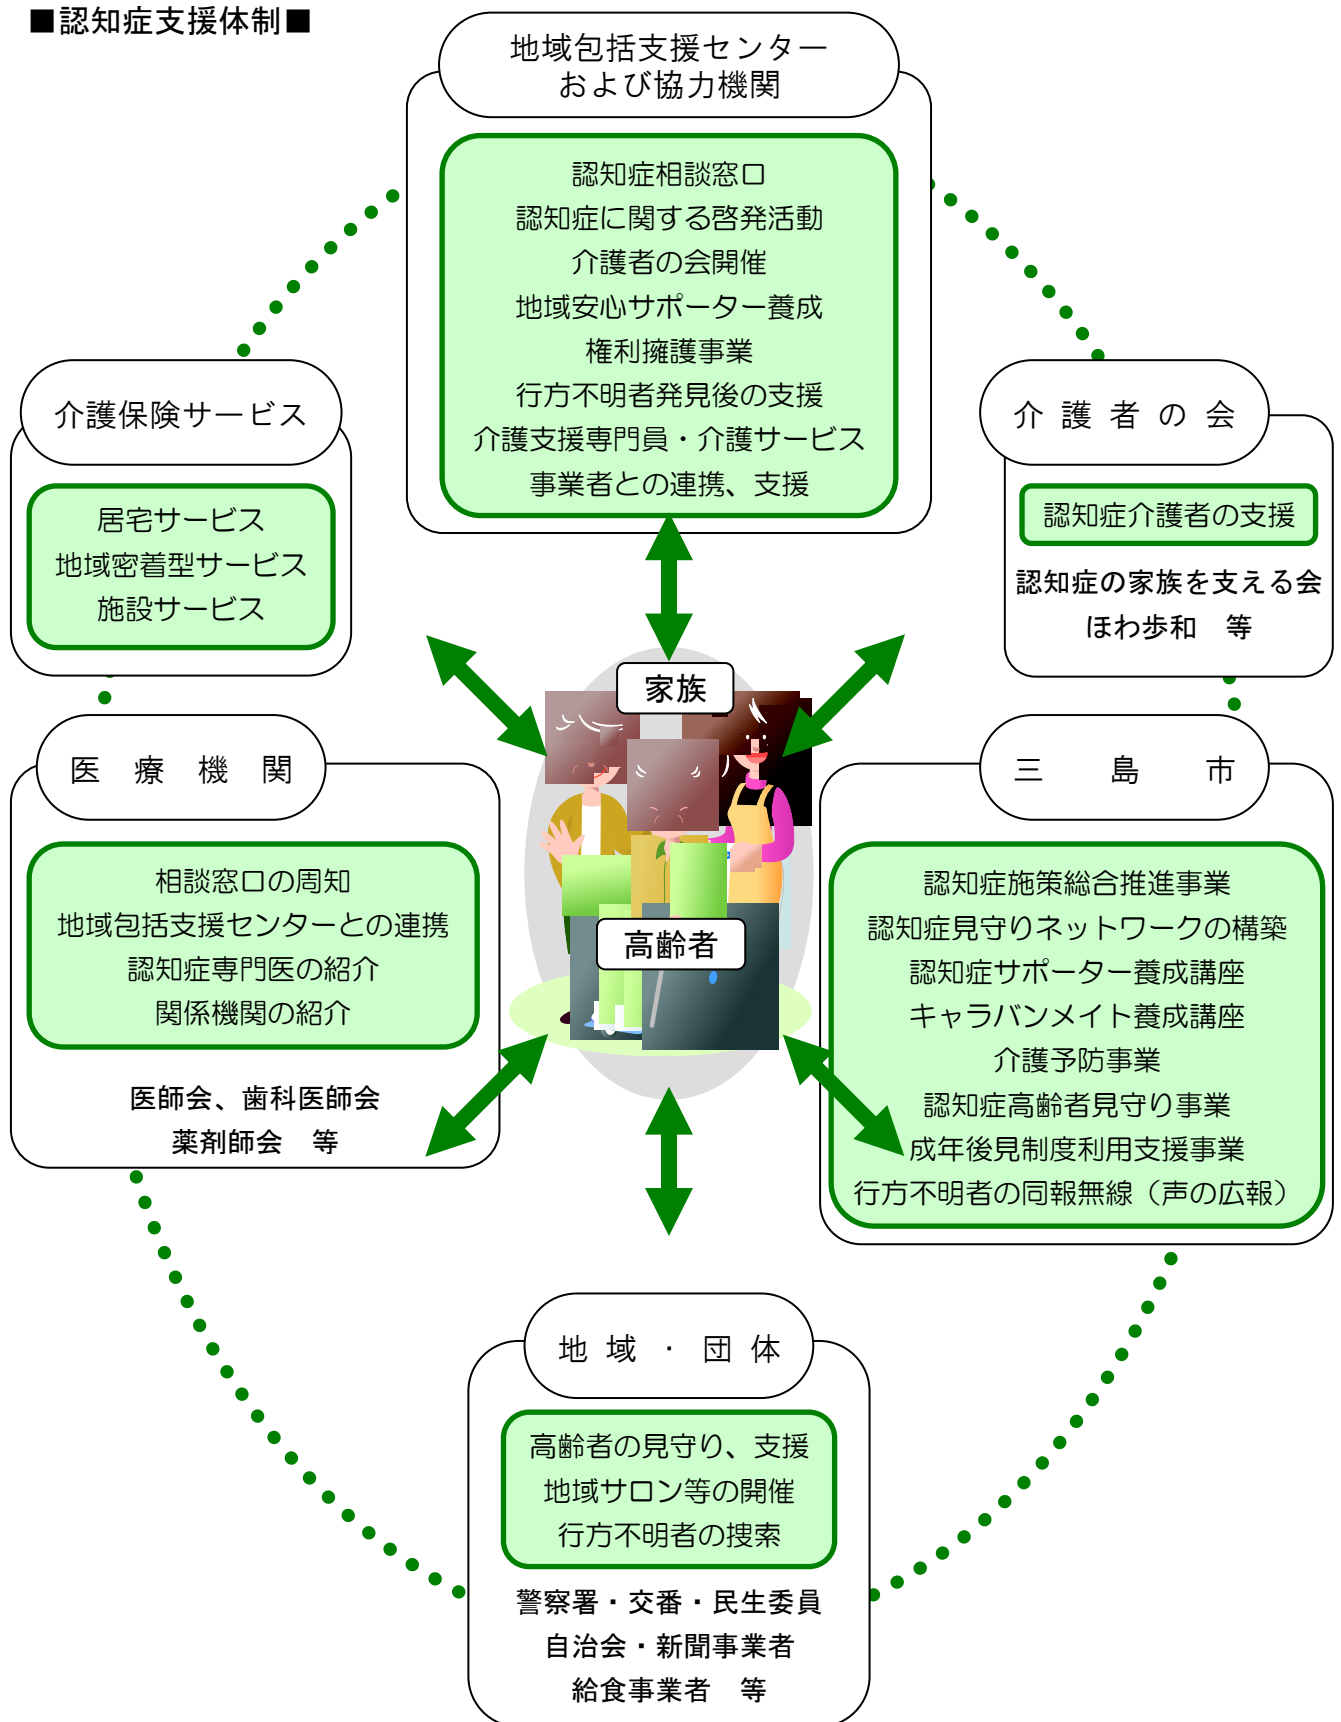 ■認知症支援体制■
地域包括支援センター
および協力機関
認知症相談窓口
認知症に関する啓発活動
介護者の会開催
地域安心サポーター養成
権利擁護事業
行方不明者発見後の支援
介護支援専門員・介護サービス
事業者との連携、支援
介護保険サービス
居宅サービス
地域密着型サービス
施設サービス
介護者の会
認知症介護者の支援
認知症の家族を支える会
ほわ歩和　等
家族
高齢者
医療機関
相談窓口の周知
地域包括支援センターとの連携
認知症専門医の紹介
関係機関の紹介
医師会、歯科医師会
薬剤師会　等
三島市
認知症施策総合推進事業
認知症見守りネットワークの構築
認知症サポーター養成講座
キャラバンメイト養成講座
介護予防事業
認知症高齢者見守り事業
成年後見制度利用支援事業
行方不明者の同報無線（声の広報）
地域・団体
高齢者の見守り、支援
地域サロン等の開催
行方不明者の捜索
警察署・交番・民生委員
自治会・新聞事業者
給食事業者　等